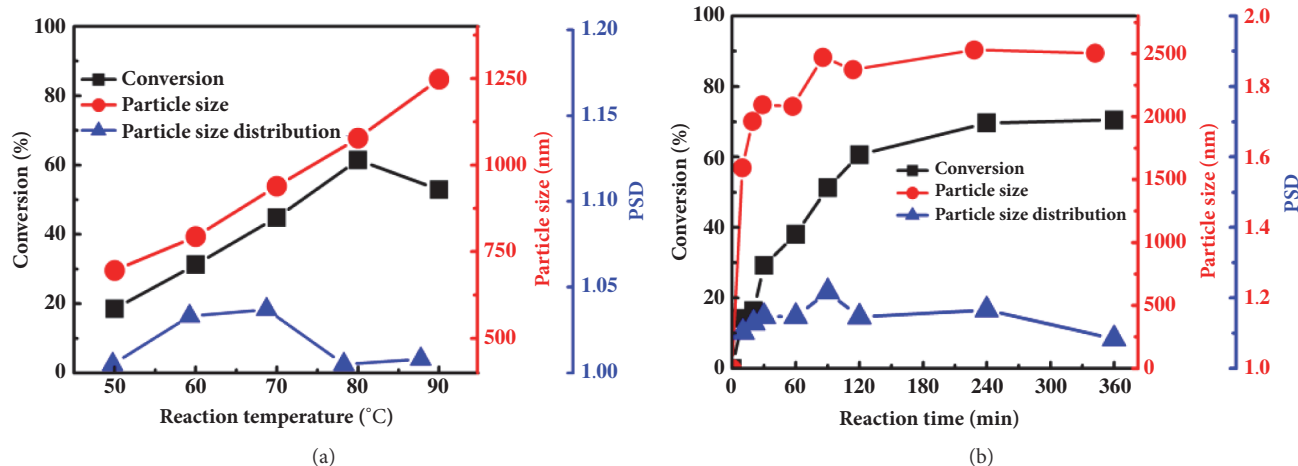 100
80
60
40
20
0
Conversion (%)
Conversion
Particle size
Particle size distribution
50
60
70
80
90
Reaction temperature (°C)
1250
1000
750
500
Particle size (nm)
1.20
1.15
1.10
1.05
1.00
PSD
(a)
100
80
60
40
20
0
Conversion (%)
Conversion
Particle size
Particle size distribution
0
60
120
180
240
300
360
Reaction time (min)
2500
2000
1500
1000
500
0
Particle size (nm)
2.0
1.8
1.6
1.4
1.2
1.0
PSD
(b)